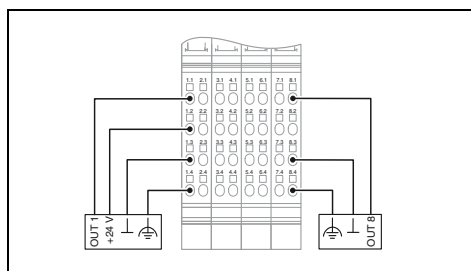 1.1 2.1 3.1 4.1 5.1 6.1 7.1 8.1
1.2 2.2 3.2 4.2 5.2 6.2 7.2 8.2
1.3 2.3 3.3 4.3 5.3 6.3 7.3 8.3
1.4 2.4 3.4 4.4 5.4 6.4 7.4 8.4
OUT 1
+24 V
OUT 8